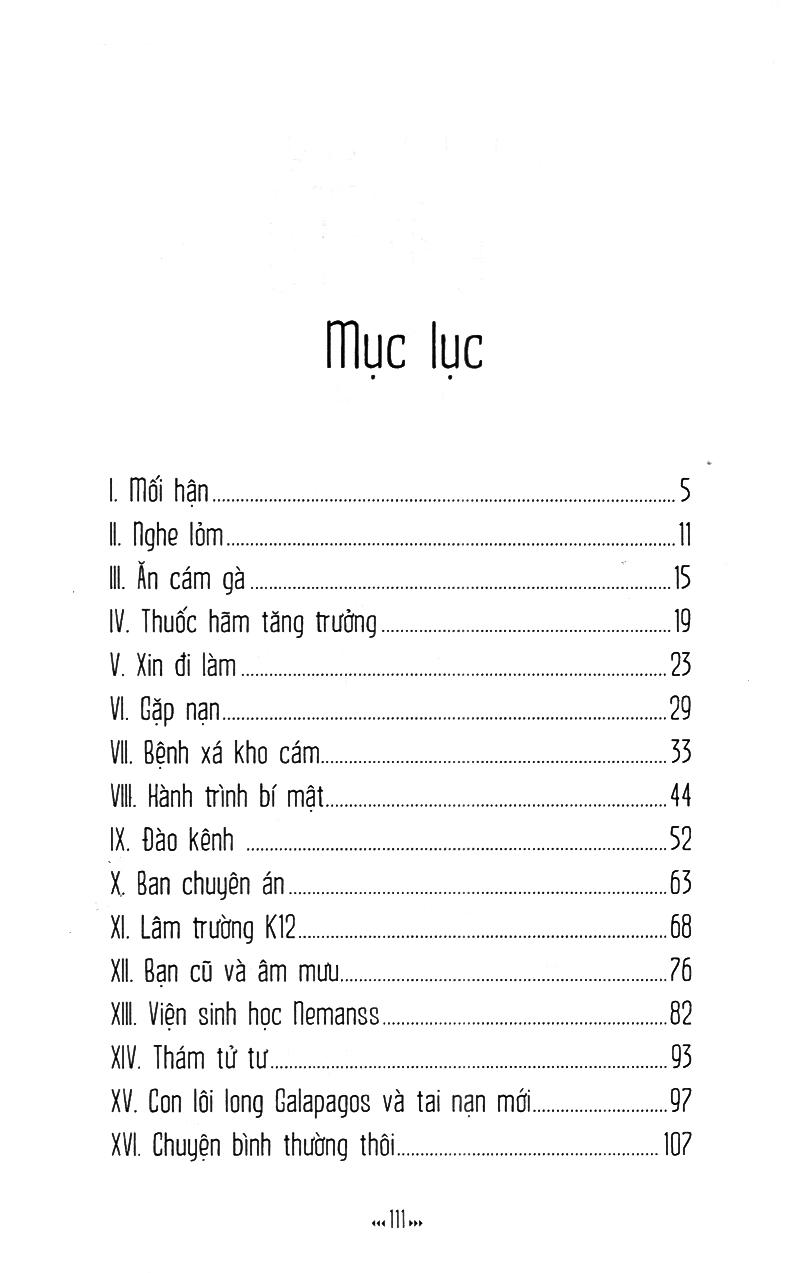 Mục lục
I. Mối hận 5
II. Nghe lỏm 11
III. Ăn cám gà 15
IV. Thuốc hãm tăng trưởng 19
V. Xin đi làm 23
VI. Gặp nạn 29
VII. Bệnh xá kho cám 33
VIII. Hành trình bí mật 44
IX. Đào kênh 52
X. Ban chuyên án 63
XI. Lâm trường K12 68
XII. Bạn cũ và âm mưu 76
XIII. Viện sinh học Nemanss 82
XIV. Thám tử tư 93
XV. Con lôi long Galapagos và tai nạn mới 97
XVI. Chuyện bình thường thôi 107
111